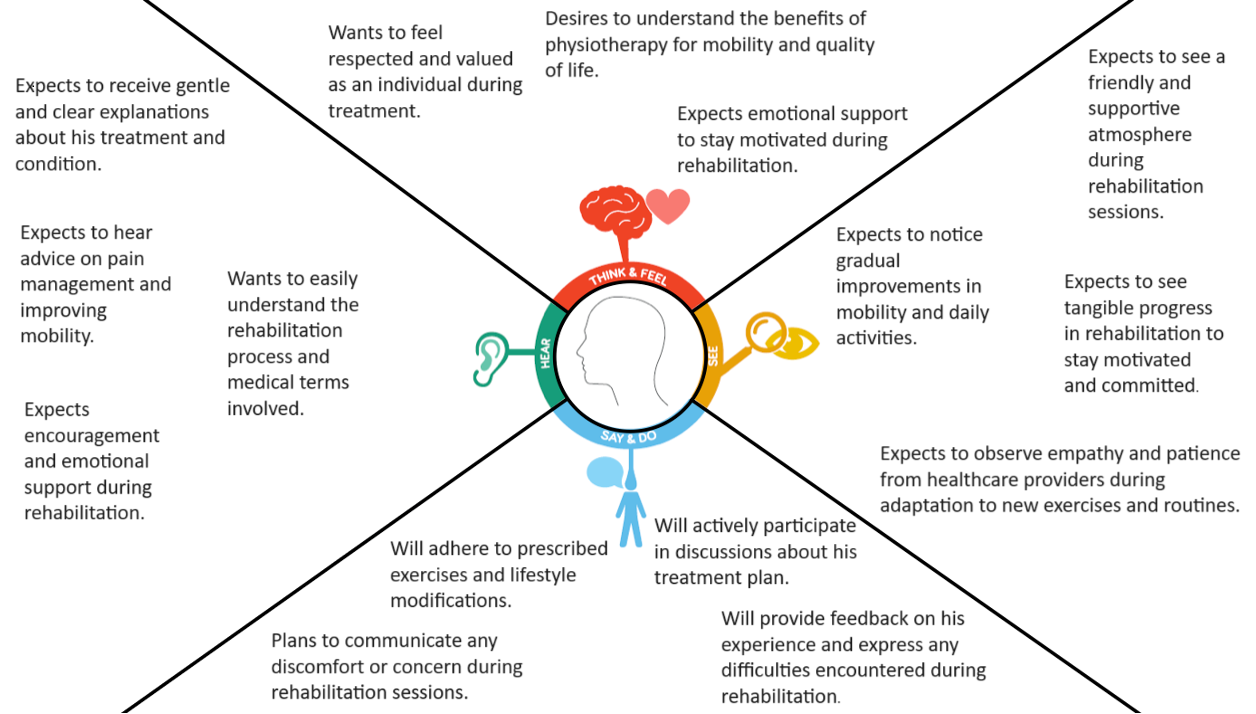 Wants to feel
respected and valued
as an individual during
treatment.
Desires to understand the benefits of
physiotherapy for mobility and quality
of life.
Expects emotional support
to stay motivated during
rehabilitation.
Expects to receive gentle
and clear explanations
about his treatment and
condition.
Expects to hear
advice on pain
management and
improving
mobility.
Wants to easily
understand the
rehabilitation
process and
medical terms
involved.
Expects
encouragement
and emotional
support during
rehabilitation.
THINK & FEEL
HEAR
SEE
SAY & DO
Expects to see a
friendly and
supportive
atmosphere
during
rehabilitation
sessions.
Expects to notice
gradual
improvements in
mobility and daily
activities.
Expects to see
tangible progress
in rehabilitation to
stay motivated
and committed.
Expects to observe empathy and patience
from healthcare providers during
adaptation to new exercises and routines.
Will adhere to prescribed
exercises and lifestyle
modifications.
Will actively participate
in discussions about his
treatment plan.
Plans to communicate any
discomfort or concern during
rehabilitation sessions.
Will provide feedback on his
experience and express any
difficulties encountered during
rehabilitation.